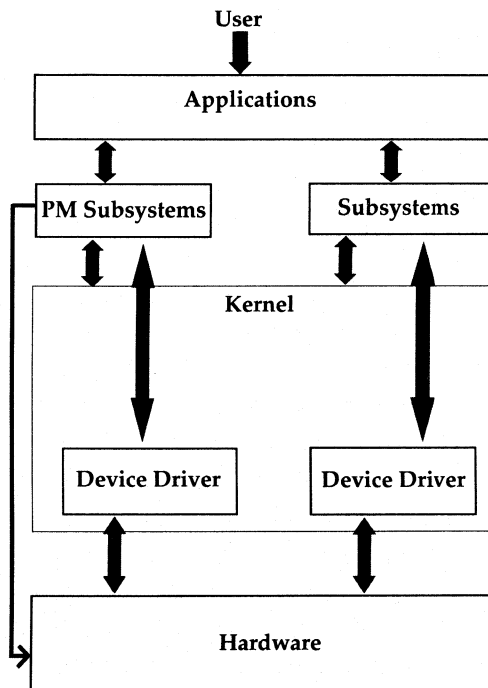 User
Applications
PM Subsystems
Subsystems
Kernel
Device Driver
Device Driver
Hardware